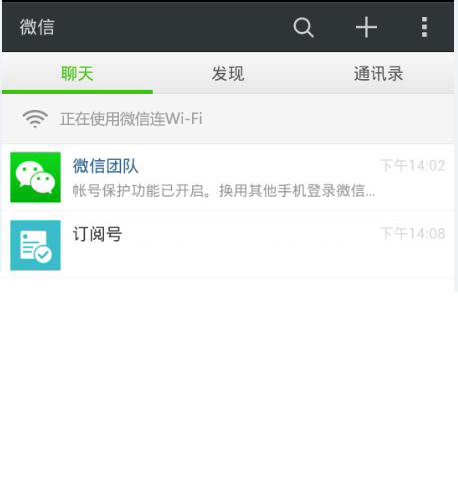 微信
聊天 发现 通讯录
正在使用微信连Wi-Fi
微信团队 下午14:02
帐号保护功能已开启。换用其他手机登录微信...
订阅号 下午14:08